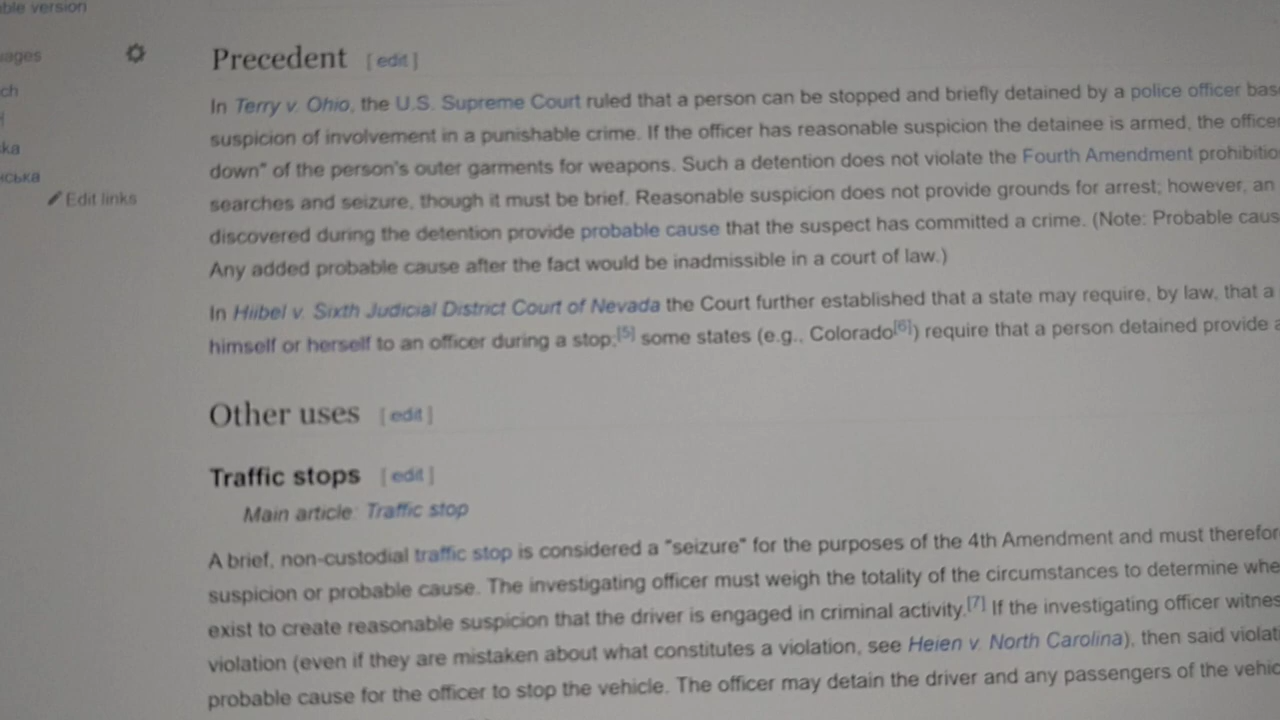 ble version
Precedent [ edit ]
ages
In Terry v. Ohio, the U.S. Supreme Court ruled that a person can be stopped and briefly detained by a police officer bas
ch
suspicion of involvement in a punishable crime. If the officer has reasonable suspicion the detainee is armed, the office
ka
down" of the person's outer garments for weapons. Such a detention does not violate the Fourth Amendment prohibitio
ська
Edit links
searches and seizure, though it must be brief. Reasonable suspicion does not provide grounds for arrest; however, an
discovered during the detention provide probable cause that the suspect has committed a crime. (Note: Probable caus
Any added probable cause after the fact would be inadmissible in a court of law.)
In Hiibel v. Sixth Judicial District Court of Nevada the Court further established that a state may require, by law, that a
himself or herself to an officer during a stop;[5] some states (e.g., Colorado[6]) require that a person detained provide a
Other uses [ edit ]
Traffic stops [ edit ]
Main article: Traffic stop
A brief, non-custodial traffic stop is considered a "seizure" for the purposes of the 4th Amendment and must therefor
suspicion or probable cause. The investigating officer must weigh the totality of the circumstances to determine whe
exist to create reasonable suspicion that the driver is engaged in criminal activity.[7] If the investigating officer witnes
violation (even if they are mistaken about what constitutes a violation, see Heien v. North Carolina), then said violati
probable cause for the officer to stop the vehicle. The officer may detain the driver and any passengers of the vehic